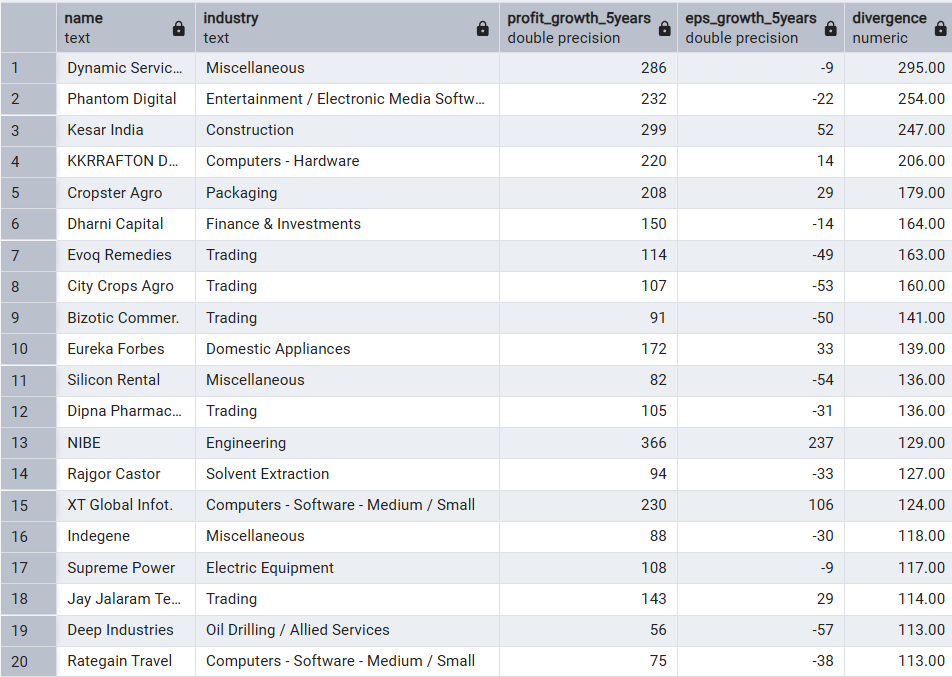 name industry profit_growth_5years eps_growth_5years divergence
text text double precision double precision numeric
1 Dynamic Servic... Miscellaneous 286 -9 295.00
2 Phantom Digital Entertainment / Electronic Media Softw... 232 -22 254.00
3 Kesar India Construction 299 52 247.00
4 KKRRAFTON D... Computers - Hardware 220 14 206.00
5 Cropster Agro Packaging 208 29 179.00
6 Dharni Capital Finance & Investments 150 -14 164.00
7 Evoq Remedies Trading 114 -49 163.00
8 City Crops Agro Trading 107 -53 160.00
9 Bizotic Commer. Trading 91 -50 141.00
10 Eureka Forbes Domestic Appliances 172 33 139.00
11 Silicon Rental Miscellaneous 82 -54 136.00
12 Dipna Pharmac... Trading 105 -31 136.00
13 NIBE Engineering 366 237 129.00
14 Rajgor Castor Solvent Extraction 94 -33 127.00
15 XT Global Infot. Computers - Software - Medium / Small 230 106 124.00
16 Indegene Miscellaneous 88 -30 118.00
17 Supreme Power Electric Equipment 108 -9 117.00
18 Jay Jalaram Te... Trading 143 29 114.00
19 Deep Industries Oil Drilling / Allied Services 56 -57 113.00
20 Rategain Travel Computers - Software - Medium / Small 75 -38 113.00